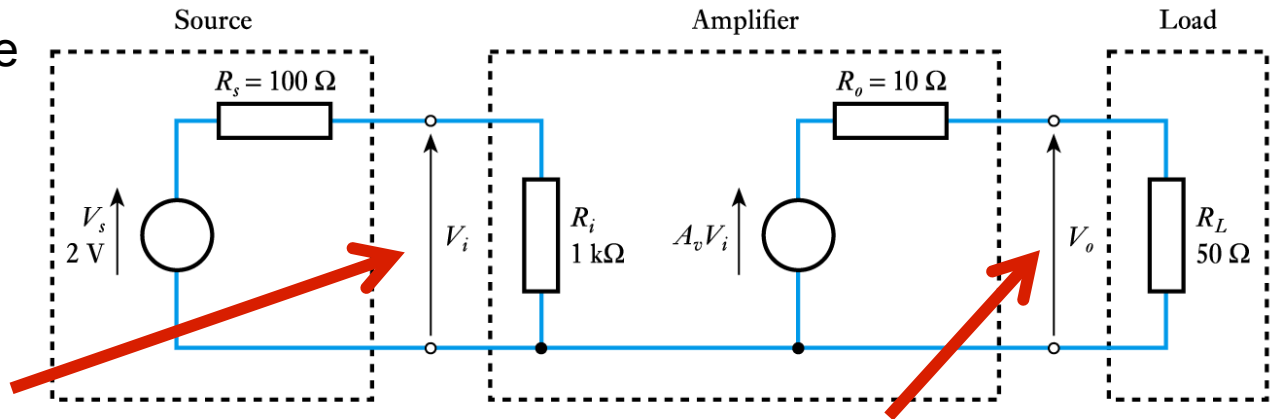 Source
Amplifier
Load
e
R_s = 100 Ω
R_o = 10 Ω
V_s
2 V
V_i
R_i
1 kΩ
A_vV_i
V_o
R_L
50 Ω